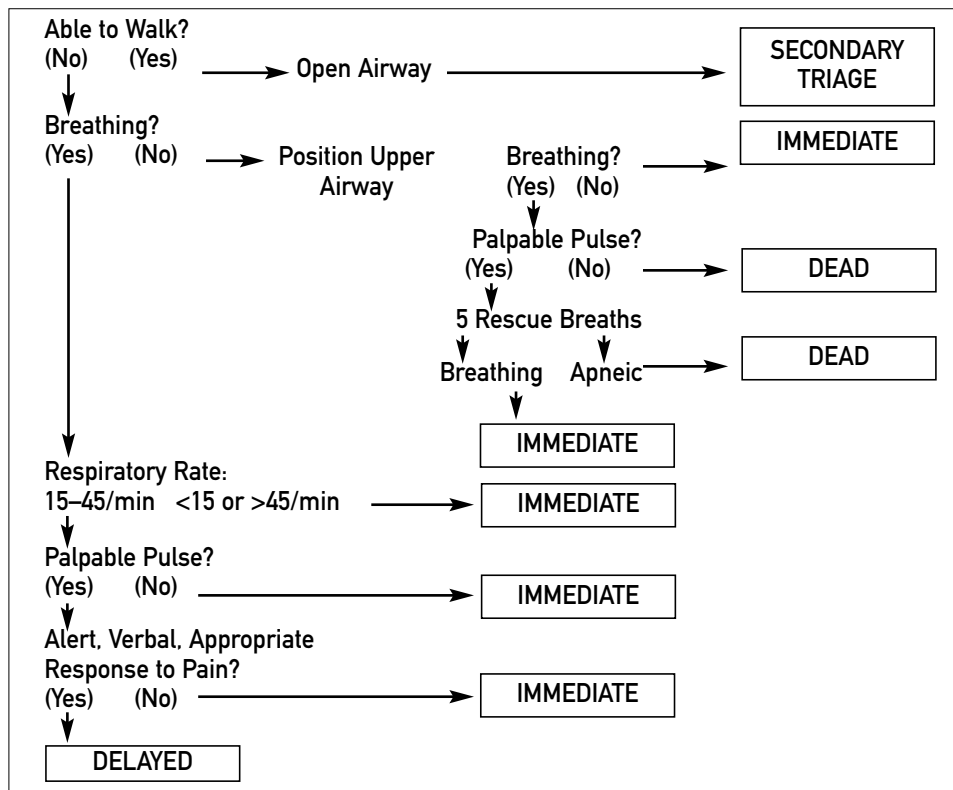 Able to Walk?
(No) (Yes)
Open Airway
SECONDARY
TRIAGE
Breathing?
(Yes) (No)
Position Upper
Airway
Breathing?
(Yes) (No)
IMMEDIATE
Palpable Pulse?
(Yes) (No)
DEAD
5 Rescue Breaths
Breathing Apneic
DEAD
IMMEDIATE
Respiratory Rate:
15–45/min <15 or >45/min
IMMEDIATE
Palpable Pulse?
(Yes) (No)
IMMEDIATE
Alert, Verbal, Appropriate
Response to Pain?
(Yes) (No)
IMMEDIATE
DELAYED